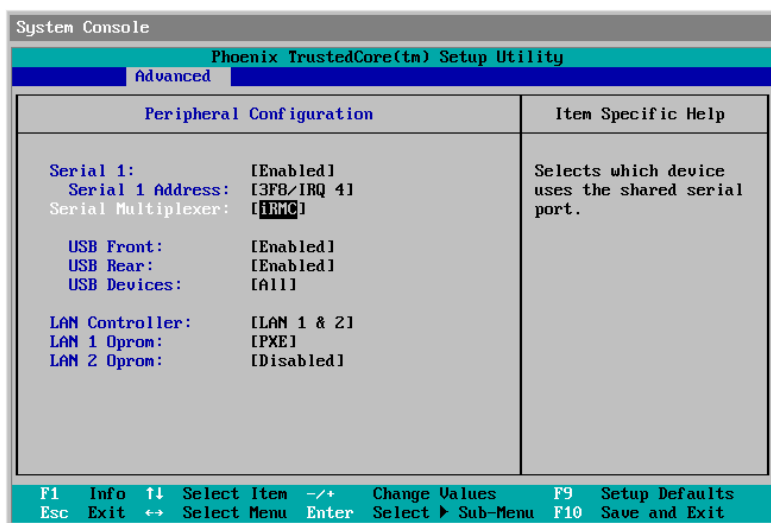 System Console
Phoenix TrustedCore(tm) Setup Utility
Advanced
Peripheral Configuration
Item Specific Help
Serial 1: [Enabled]
Serial 1 Address: [3F8/IRQ 4]
Serial Multiplexer: [iRMC]
USB Front: [Enabled]
USB Rear: [Enabled]
USB Devices: [All]
LAN Controller: [LAN 1 & 2]
LAN 1 Oprom: [PXE]
LAN 2 Oprom: [Disabled]
Selects which device
uses the shared serial
port.
F1 Info ↑↓ Select Item -/+ Change Values F9 Setup Defaults
Esc Exit ↔ Select Menu Enter Select ▶ Sub-Menu F10 Save and Exit